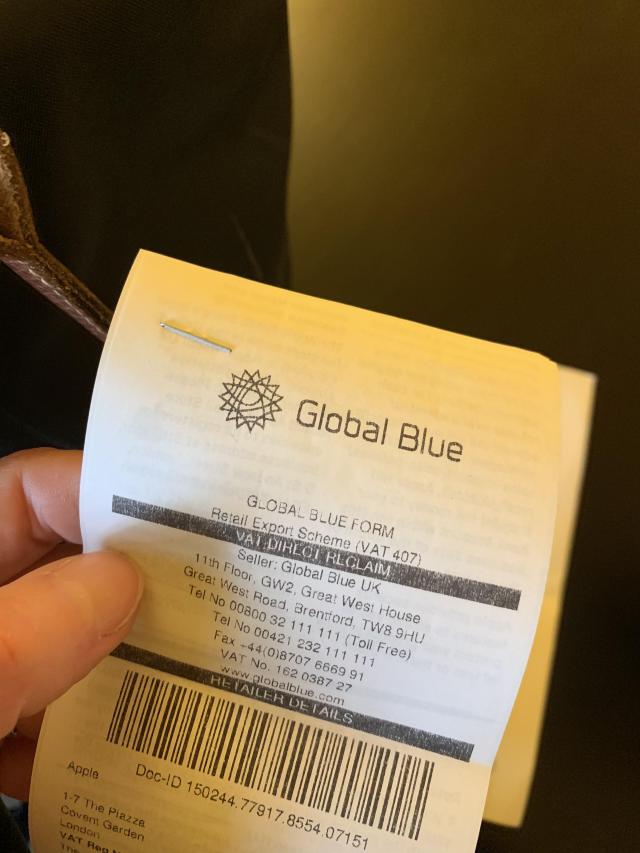 Global Blue
GLOBAL BLUE FORM
Retail Export Scheme (VAT 407)
VAT DIRECT RECLAIM
Seller: Global Blue UK
11th Floor, GW2, Great West House
Great West Road, Brentford, TW8 9HU
Tel No 00800 32 111 111 (Toll Free)
Tel No 00421 232 111 111
Fax +44(0)8707 6669 91
VAT No. 162 0387 27
www.globalblue.com
RETAILER DETAILS
Doc-ID 150244.77917.8554.07151
Apple
1-7 The Piazza
Covent Garden
London
VAT Reg